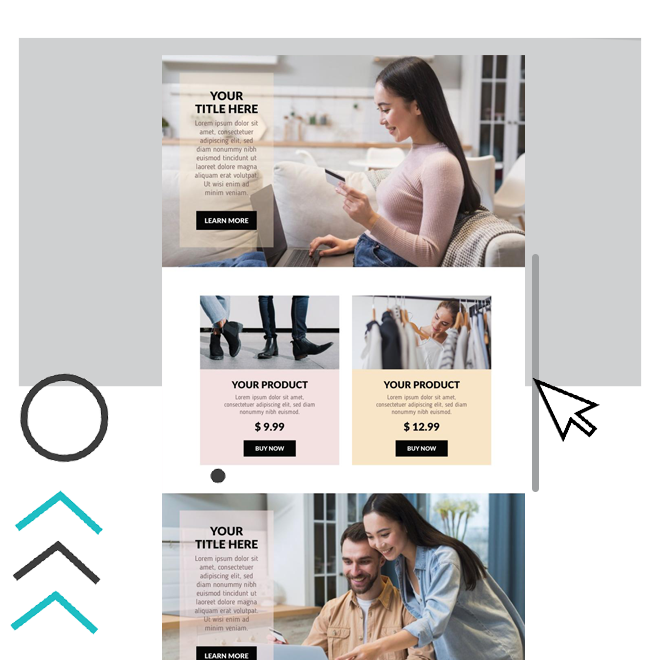 YOUR
TITLE HERE
Lorem ipsum dolor sit
amet, consectetuer
adipiscing elit, sed
diam nonummy nibh
euismod tincidunt ut
laoreet dolore magna
aliquam erat volutpat.
Ut wisi enim ad
minim veniam.
LEARN MORE
YOUR PRODUCT
Lorem ipsum dolor sit amet,
consectetuer adipiscing elit, sed diam
nonummy nibh euismod.
$ 9.99
BUY NOW
YOUR PRODUCT
Lorem ipsum dolor sit amet,
consectetuer adipiscing elit, sed diam
nonummy nibh euismod.
$ 12.99
BUY NOW
YOUR
TITLE HERE
Lorem ipsum dolor sit
amet, consectetuer
adipiscing elit, sed
diam nonummy nibh
euismod tincidunt ut
laoreet dolore magna
aliquam erat volutpat.
Ut wisi enim ad
minim veniam.
LEARN MORE